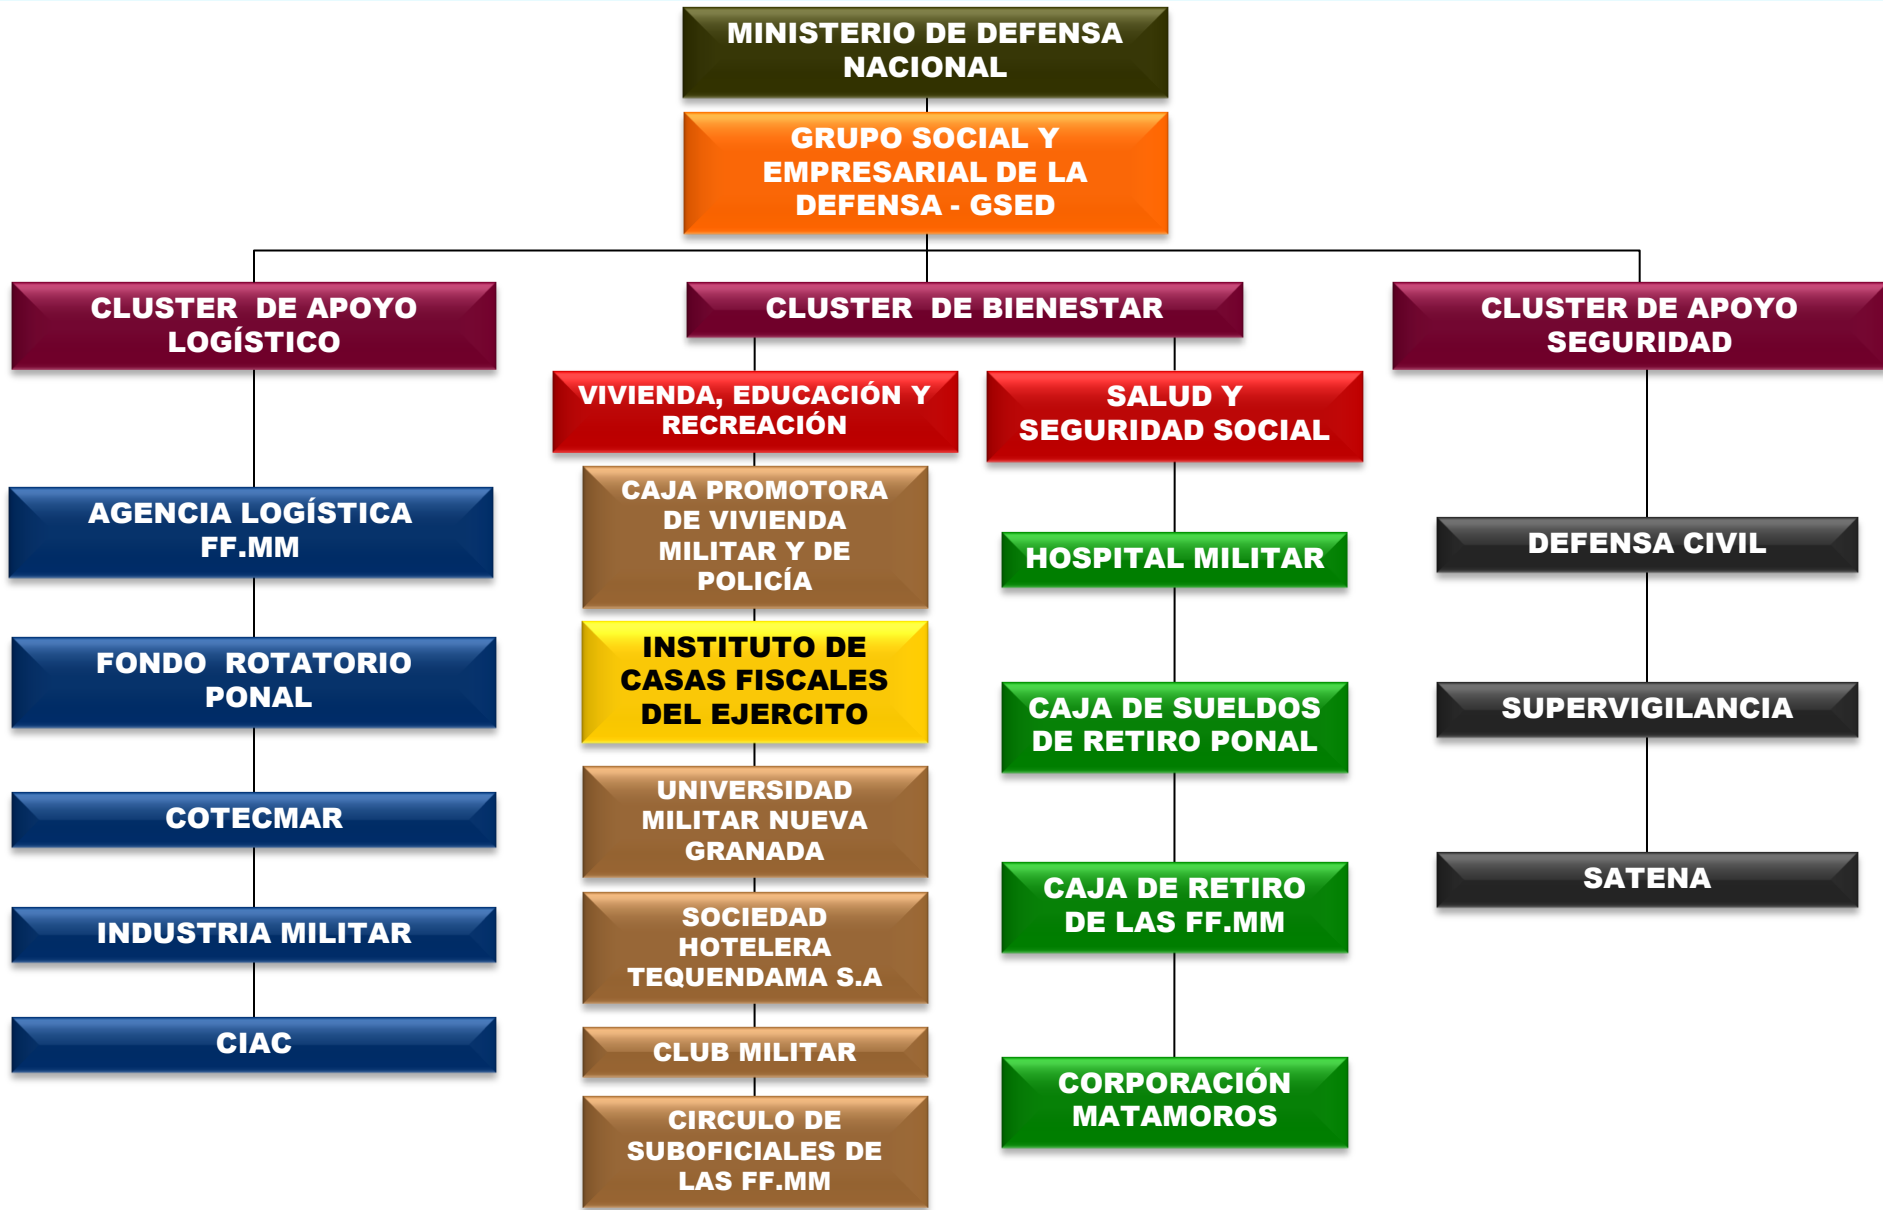 MINISTERIO DE DEFENSA
NACIONAL
GRUPO SOCIAL Y
EMPRESARIAL DE LA
DEFENSA - GSED
CLUSTER DE APOYO
LOGÍSTICO
AGENCIA LOGÍSTICA
FF.MM
FONDO ROTATORIO
PONAL
COTECMAR
INDUSTRIA MILITAR
CIAC
CLUSTER DE BIENESTAR
VIVIENDA, EDUCACIÓN Y
RECREACIÓN
CAJA PROMOTORA
DE VIVIENDA
MILITAR Y DE
POLICÍA
INSTITUTO DE
CASAS FISCALES
DEL EJERCITO
UNIVERSIDAD
MILITAR NUEVA
GRANADA
SOCIEDAD
HOTELERA
TEQUENDAMA S.A
CLUB MILITAR
CIRCULO DE
SUBOFICIALES DE
LAS FF.MM
SALUD Y
SEGURIDAD SOCIAL
HOSPITAL MILITAR
CAJA DE SUELDOS
DE RETIRO PONAL
CAJA DE RETIRO
DE LAS FF.MM
CORPORACIÓN
MATAMOROS
CLUSTER DE APOYO
SEGURIDAD
DEFENSA CIVIL
SUPERVIGILANCIA
SATENA